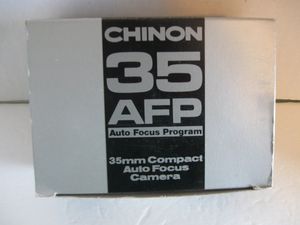 CHINON
35
AFP
Auto Focus Program
35mm Compact
Auto Focus
Camera